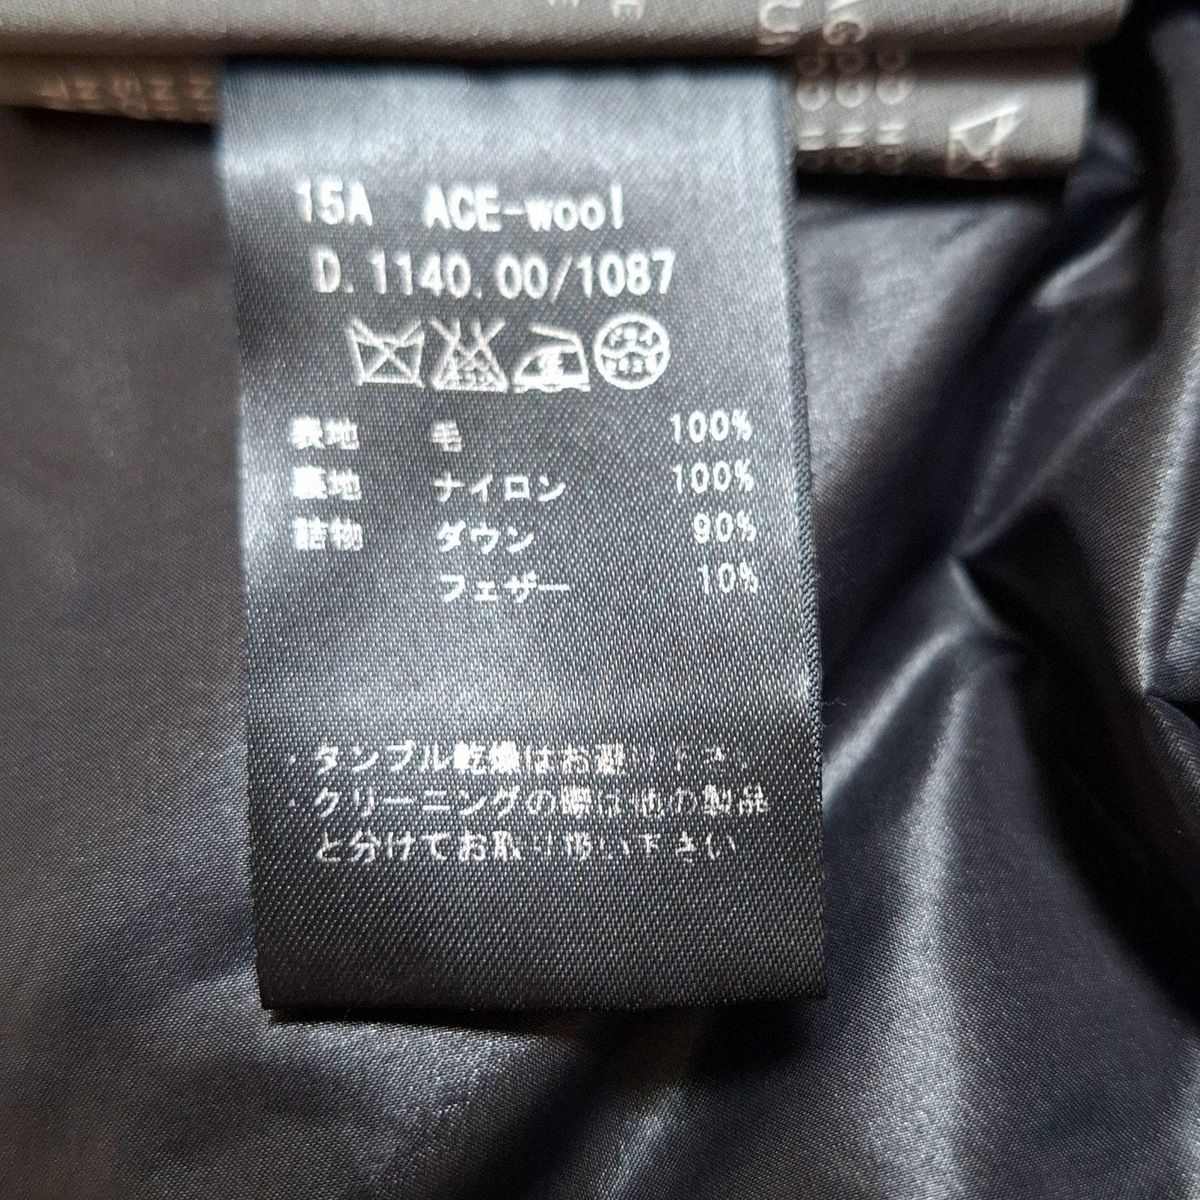 15A ACE-wool
D.1140.00/1087
表地 毛 100%
裏地 ナイロン 100%
詰物 ダウン 90%
フェザー 10%
・タンブル乾燥はお避け下さい
・クリーニングの際は他の製品
と分けてお取り扱い下さい